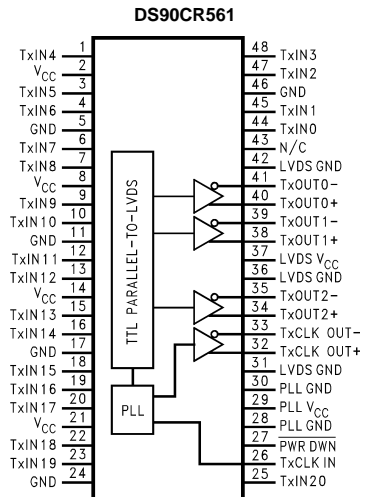 DS90CR561
TxIN4 1
VCC 2
TxIN5 3
TxIN6 4
GND 5
TxIN7 6
TxIN8 7
VCC 8
TxIN9 9
TxIN10 10
GND 11
TxIN11 12
TxIN12 13
VCC 14
TxIN13 15
TxIN14 16
GND 17
TxIN15 18
TxIN16 19
TxIN17 20
VCC 21
TxIN18 22
TxIN19 23
GND 24
TTL PARALLEL-TO-LVDS
PLL
48 TxIN3
47 TxIN2
46 GND
45 TxIN1
44 TxIN0
43 N/C
42 LVDS GND
41 TxOUT0-
40 TxOUT0+
39 TxOUT1-
38 TxOUT1+
37 LVDS VCC
36 LVDS GND
35 TxOUT2-
34 TxOUT2+
33 TxCLK OUT-
32 TxCLK OUT+
31 LVDS GND
30 PLL GND
29 PLL VCC
28 PLL GND
27 PWR DWN
26 TxCLK IN
25 TxIN20